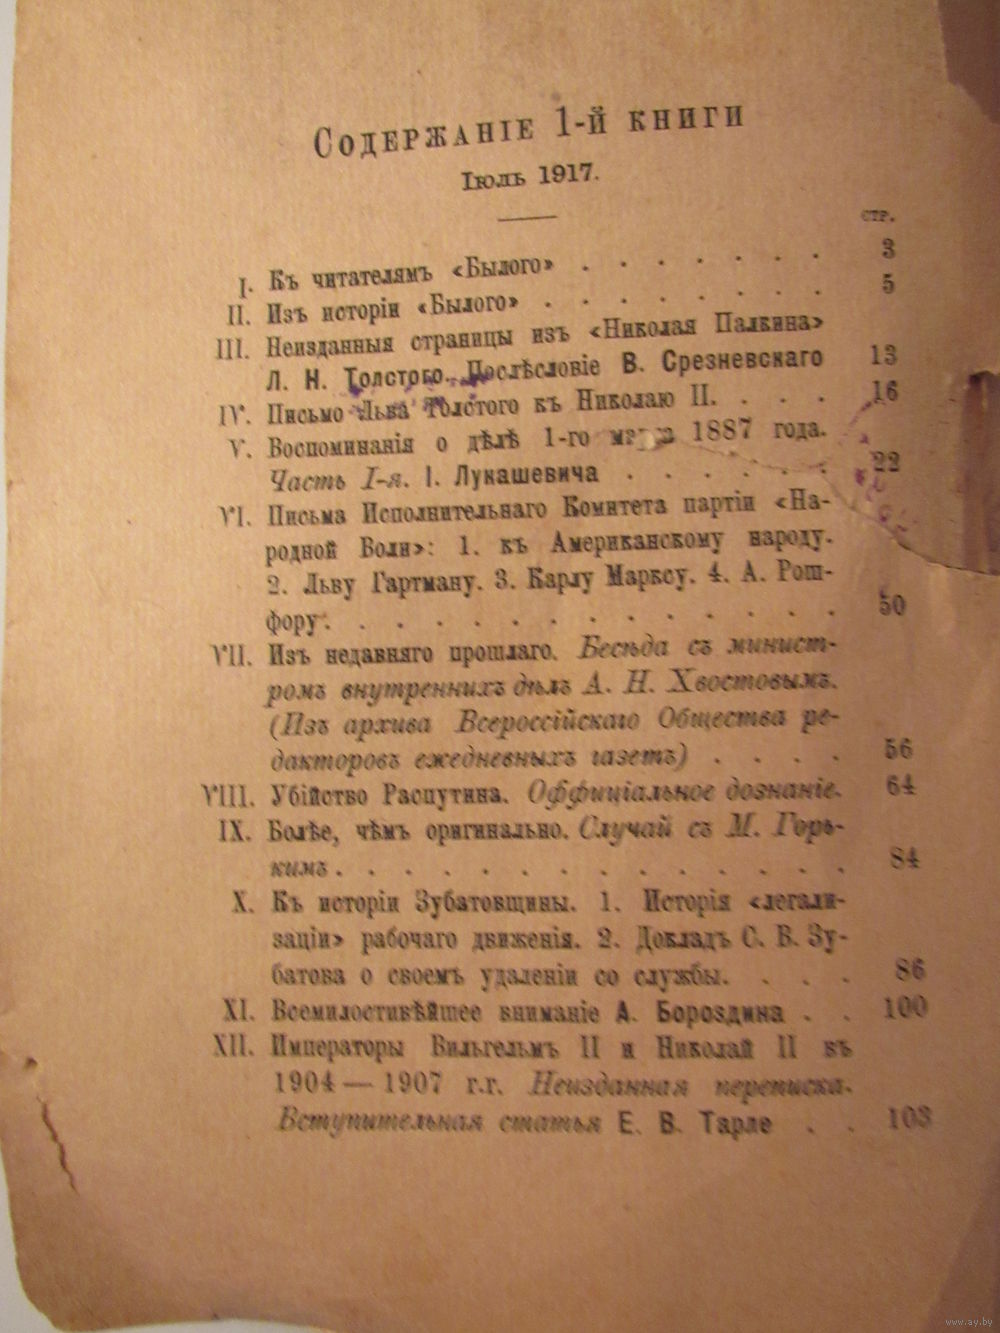 Содержаніе 1-й книги
Іюль 1917.
стр.
I. Къ читателямъ «Былого» . . . . . . . 3
II. Изъ исторіи «Былого» . . . . . . . . 5
III. Неизданныя страницы изъ «Николая Палкина»
Л. Н. Толстого. Послѣсловіе В. Срезневскаго 13
IV. Письмо Льва Толстого къ Николаю II. . . . 16
V. Воспоминанія о дѣлѣ 1-го марта 1887 года.
Часть I-я. І. Лукашевича . . . . . . 22
VI. Письма Исполнительнаго Комитета партіи «На-
родной Воли»: 1. къ Американскому народу.
2. Льву Гартману. 3. Карлу Марксу. 4. А. Рош-
фору. . . . . . . . . . . . . . 50
VII. Изъ недавняго прошлаго. Бесѣда съ минист-
ромъ внутреннихъ дѣлъ А. Н. Хвостовымъ.
(Изъ архива Всероссійскаго Общества ре-
дакторовъ ежедневныхъ газетъ) . . . . 56
VIII. Убійство Распутина. Оффиціальное дознаніе. 64
IX. Болѣе, чѣмъ оригинально. Случай съ М. Горь-
кимъ . . . . . . . . . . . . . . 84
X. Къ исторіи Зубатовщины. 1. Исторія «легали-
заціи» рабочаго движенія. 2. Докладъ С. В. Зу-
батова о своемъ удаленіи со службы. . . . 86
XI. Всемилостивѣйшее вниманіе А. Бороздина . . 100
XII. Императоры Вильгельмъ II и Николай II въ
1904 — 1907 г.г. Неизданная переписка.
Вступительная статья Е. В. Тарле . . 103
www.ay.by